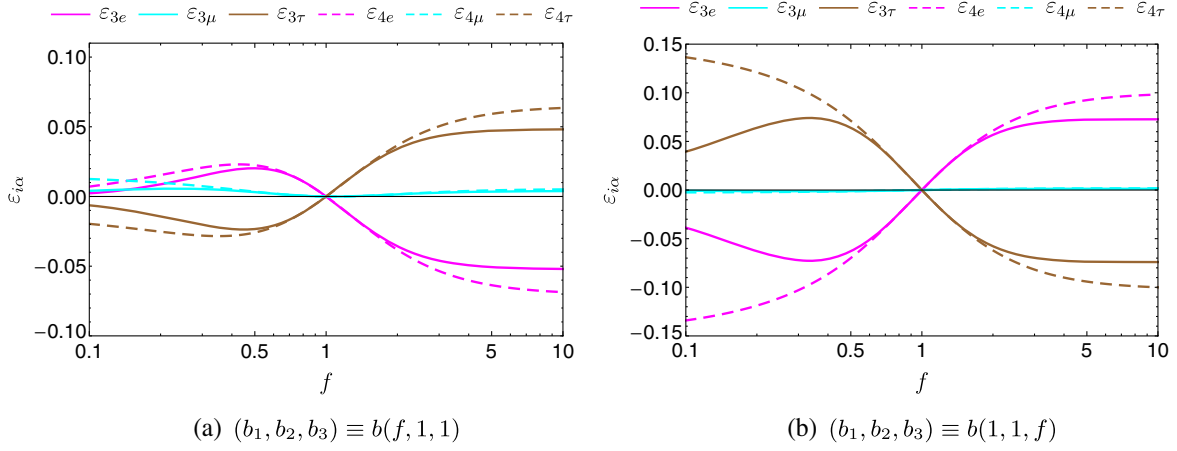 ε3e ε3μ ε3τ ε4e ε4μ ε4τ
0.10
0.05
0.00
−0.05
−0.10
εiα
0.1 0.5 1 5 10
f
(a) (b1, b2, b3) ≡ b(f, 1, 1)
ε3e ε3μ ε3τ ε4e ε4μ ε4τ
0.15
0.10
0.05
0.00
−0.05
−0.10
−0.15
εiα
0.1 0.5 1 5 10
f
(b) (b1, b2, b3) ≡ b(1, 1, f)